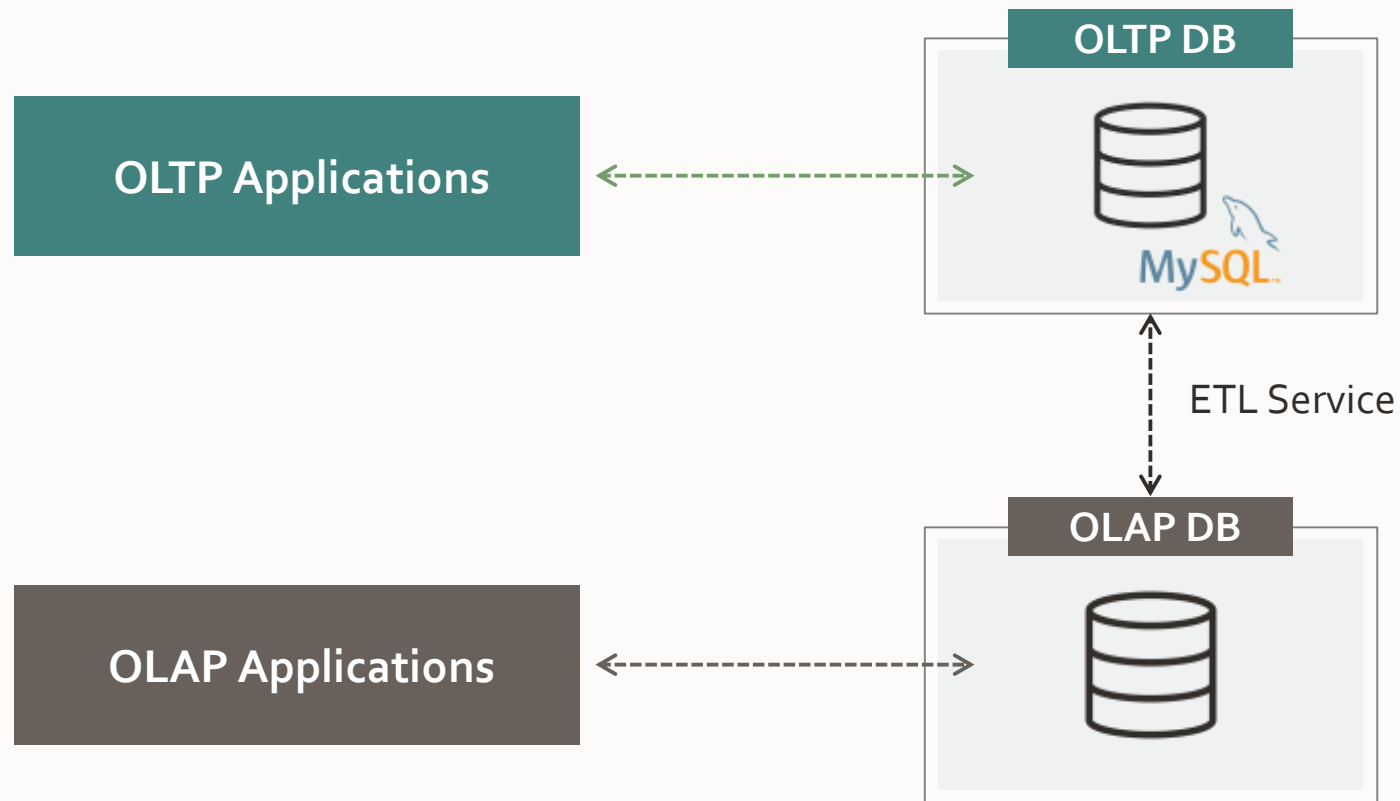 OLTP DB
OLTP Applications
MySQL
ETL Service
OLAP DB
OLAP Applications